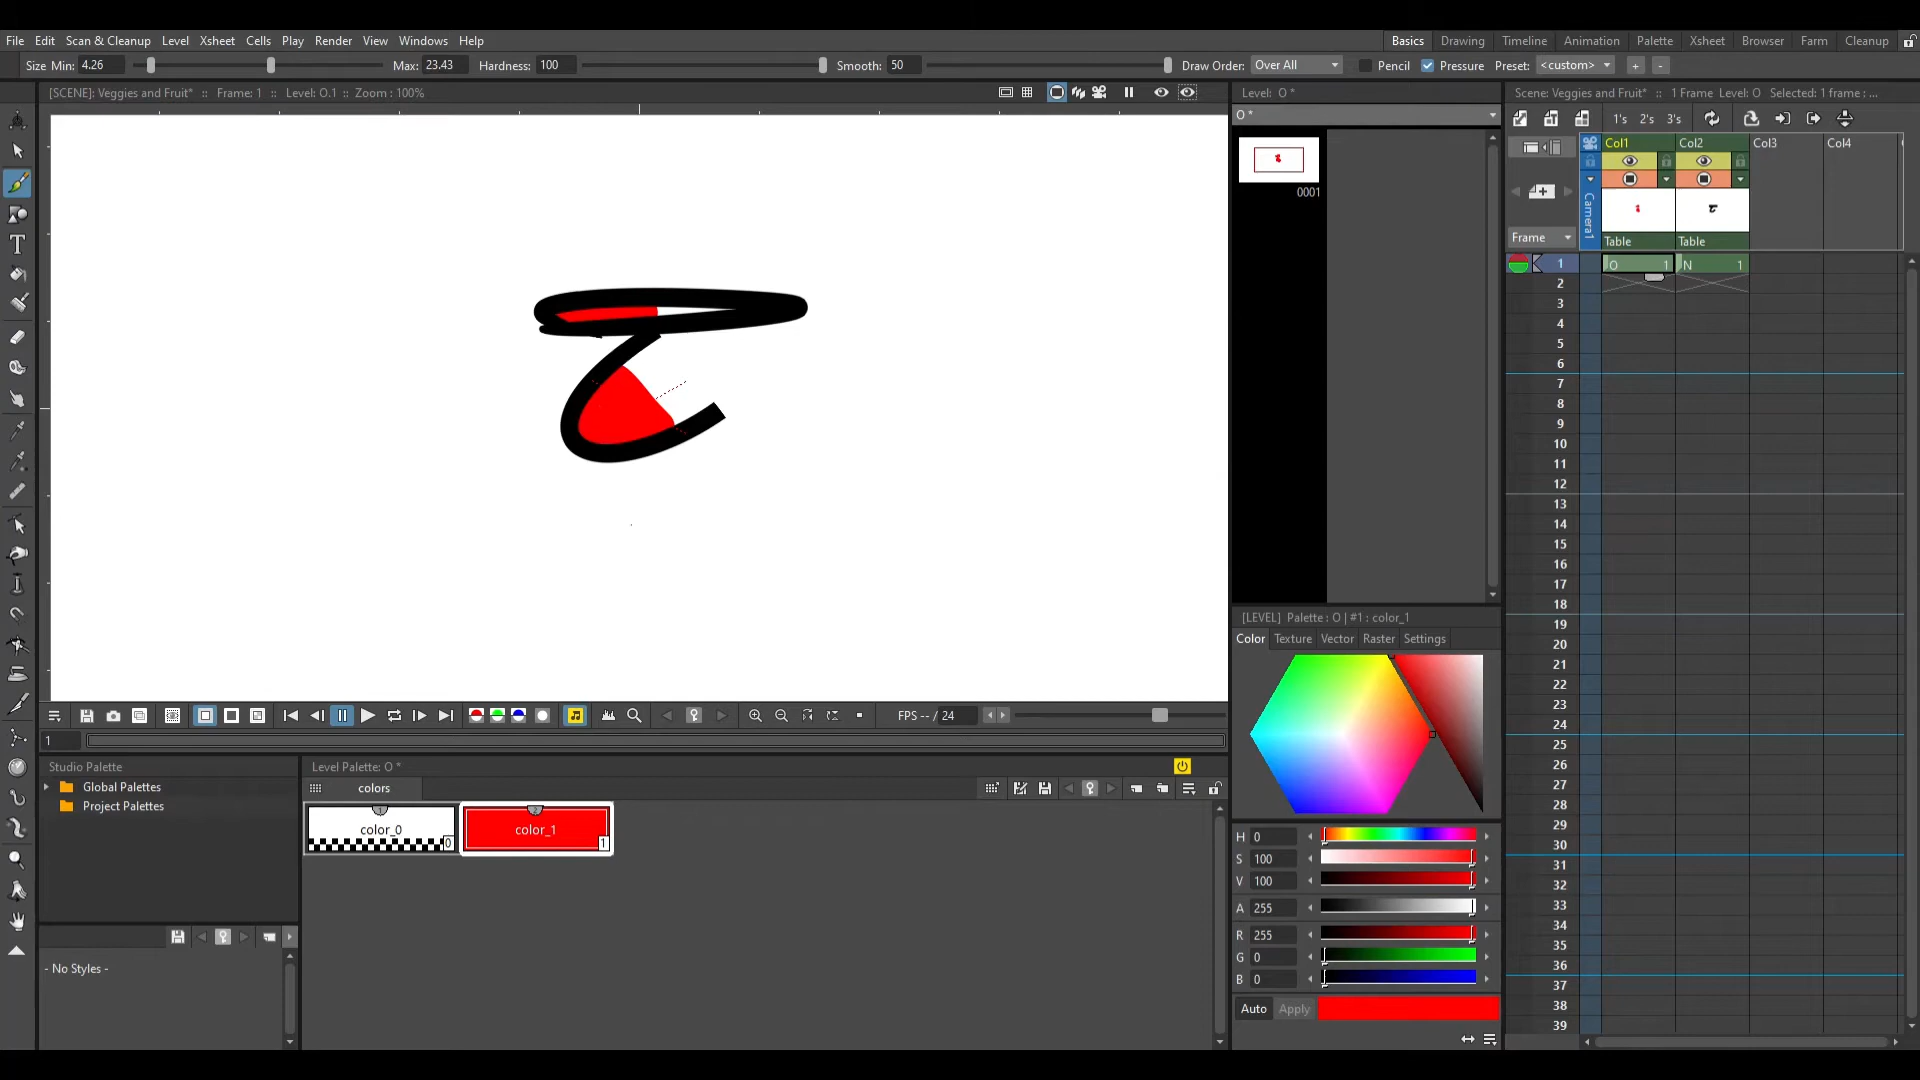 File Edit Scan & Cleanup Level Xsheet Cells Play Render View Windows Help
Basics Drawing Timeline Animation Palette Xsheet Browser Farm Cleanup
Size Min: 4.26 Max: 23.43 Hardness: 100 Smooth: 50 Draw Order: Over All Pencil Pressure Preset: <custom> + -
[SCENE]: Veggies and Fruit* :: Frame: 1 :: Level: O.1 :: Zoom : 100%
Level: O *
O *
0001
Scene: Veggies and Fruit* :: 1 Frame Level: O Selected: 1 frame : ...
1's 2's 3's
Col1 Col2 Col3 Col4
Camera1
Frame
Table Table
1 O 1 N 1
2
3
4
5
6
7
8
9
10
11
12
13
14
15
16
17
18
19
20
21
22
23
24
25
26
27
28
29
30
31
32
33
34
35
36
37
38
39
FPS -- / 24
1
Studio Palette
Global Palettes
Project Palettes
- No Styles -
Level Palette: O *
colors
color_0 0
color_1 1
[LEVEL] Palette : O | #1 : color_1
Color Texture Vector Raster Settings
H 0
S 100
V 100
A 255
R 255
G 0
B 0
Auto Apply